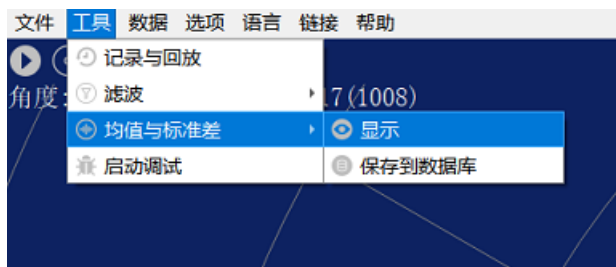 文件 工具 数据 选项 语言 链接 帮助
记录与回放
角度: 17(1008)
滤波
均值与标准差
显示
启动调试
保存到数据库